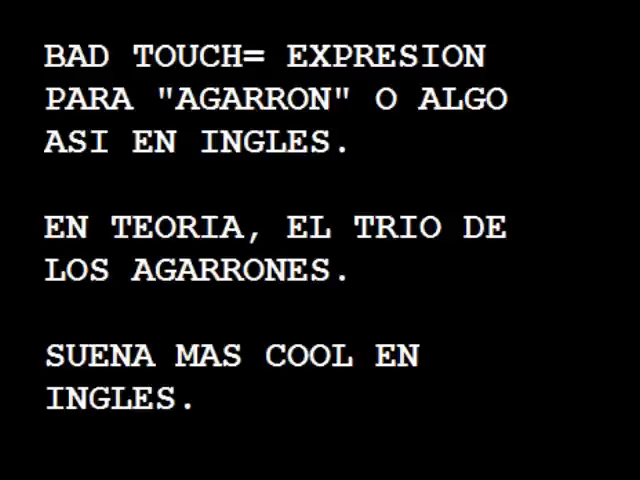 BAD TOUCH= EXPRESION
PARA "AGARRON" O ALGO
ASI EN INGLES.
EN TEORIA, EL TRIO DE
LOS AGARRONES.
SUENA MAS COOL EN
INGLES.